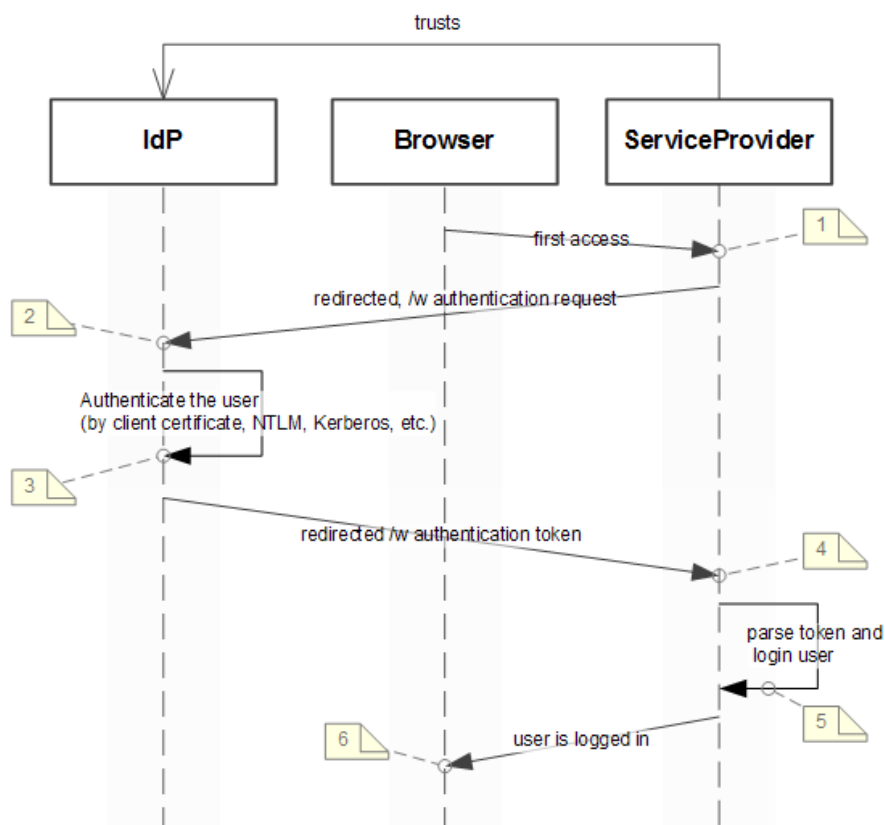 trusts
IdP
Browser
ServiceProvider
1
first access
redirected, /w authentication request
2
Authenticate the user
(by client certificate, NTLM, Kerberos, etc.)
3
redirected /w authentication token
4
parse token and
login user
5
user is logged in
6